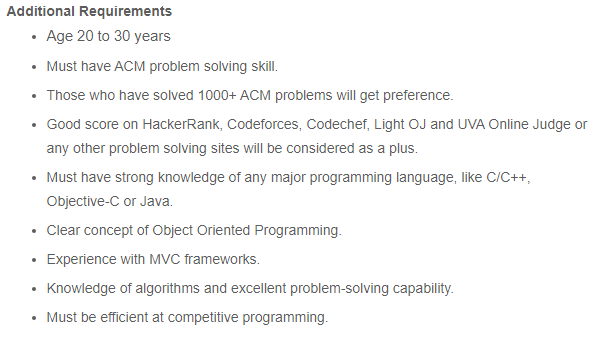 Additional Requirements
• Age 20 to 30 years
• Must have ACM problem solving skill.
• Those who have solved 1000+ ACM problems will get preference.
• Good score on HackerRank, Codeforces, Codechef, Light OJ and UVA Online Judge or
any other problem solving sites will be considered as a plus.
• Must have strong knowledge of any major programming language, like C/C++,
Objective-C or Java.
• Clear concept of Object Oriented Programming.
• Experience with MVC frameworks.
• Knowledge of algorithms and excellent problem-solving capability.
• Must be efficient at competitive programming.